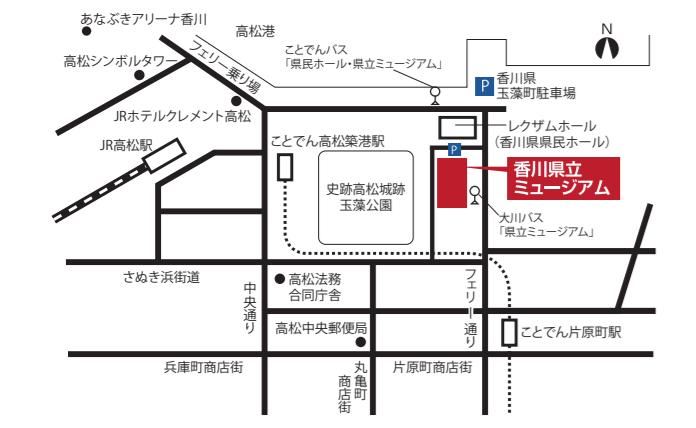 あなぶきアリーナ香川
高松港
N
ことでんバス
「県民ホール・県立ミュージアム」
高松シンボルタワー
フェリー乗り場
P
香川県
玉藻町駐車場
JRホテルクレメント高松
レクザムホール
(香川県県民ホール)
JR高松駅
ことでん高松築港駅
P
香川県立
ミュージアム
史跡高松城跡
玉藻公園
大川バス
「県立ミュージアム」
さぬき浜街道
高松法務
合同庁舎
中央通り
フェリー通り
高松中央郵便局
ことでん片原町駅
兵庫町商店街
丸亀町
商店街
片原町商店街